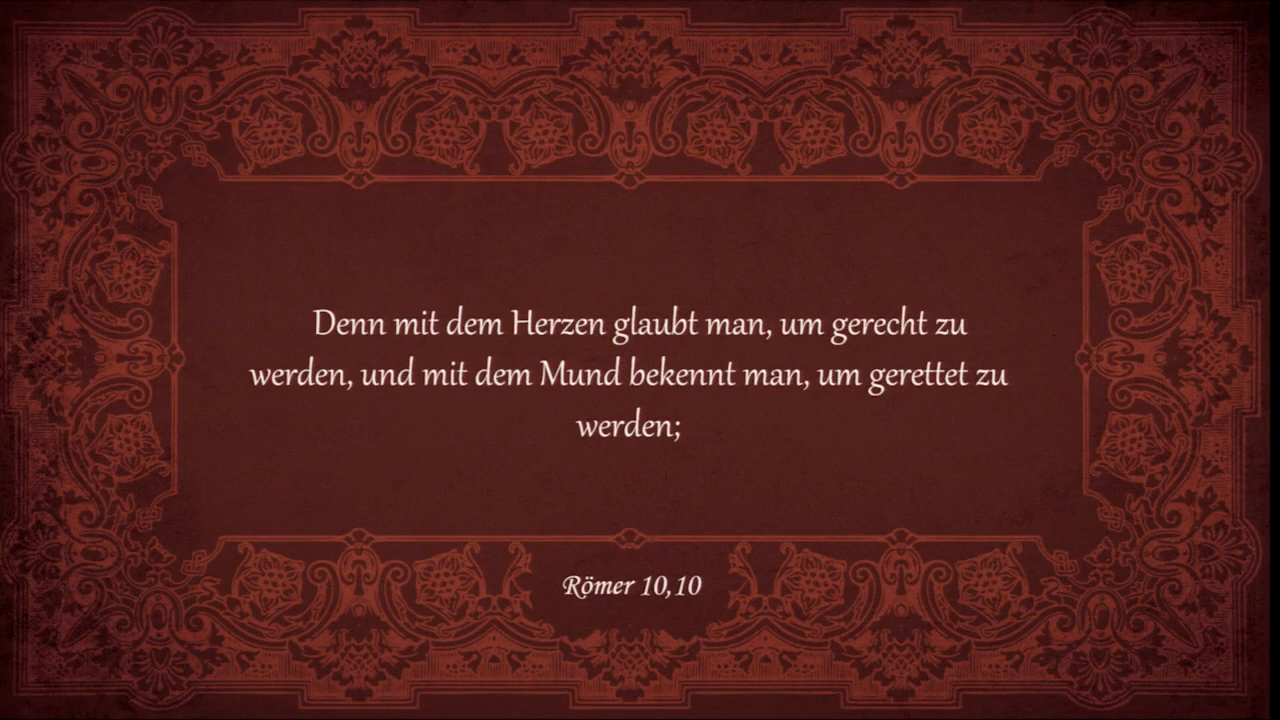 Denn mit dem Herzen glaubt man, um gerecht zu
werden, und mit dem Mund bekennt man, um gerettet zu
werden;
Römer 10,10